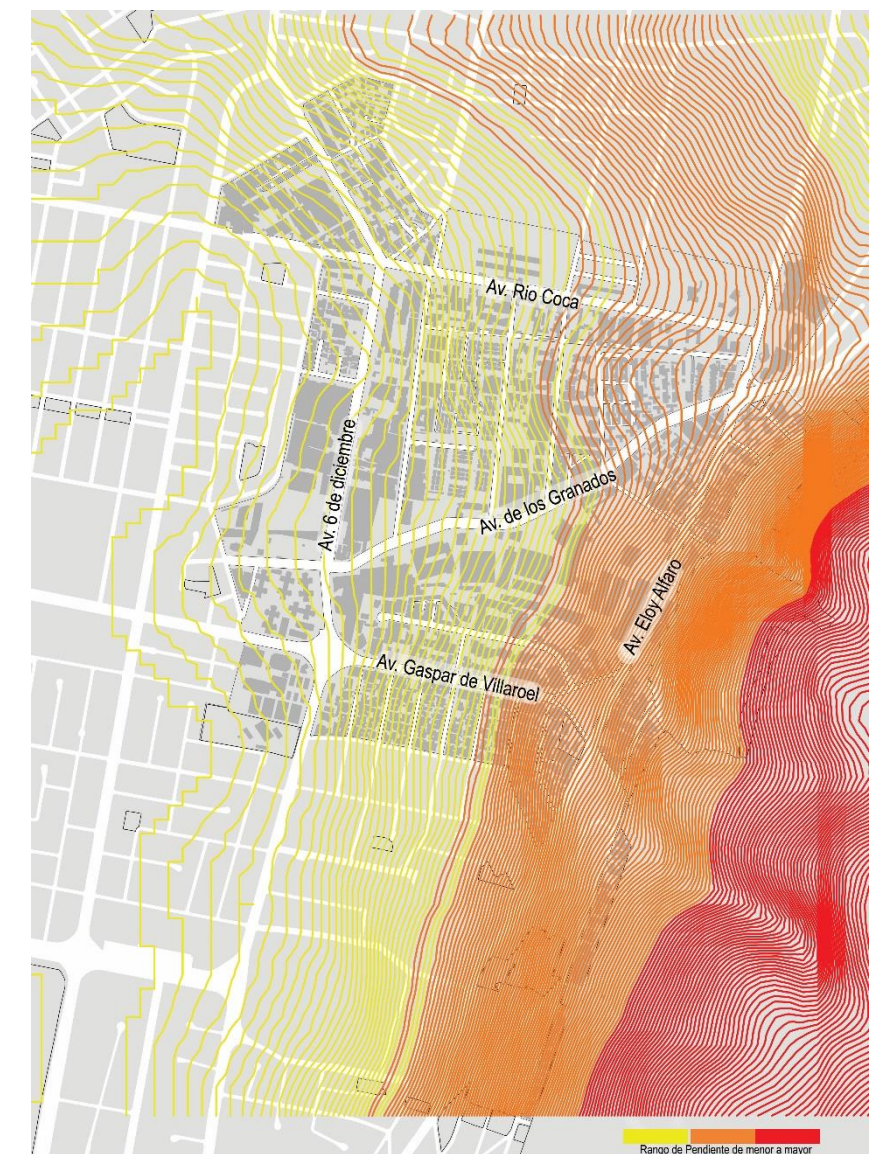 Av. Rio Coca
Av. 6 de diciembre
Av. de los Granados
Av. Eloy Alfaro
Av. Gaspar de Villaroel
Rango de Pendiente de menor a mayor